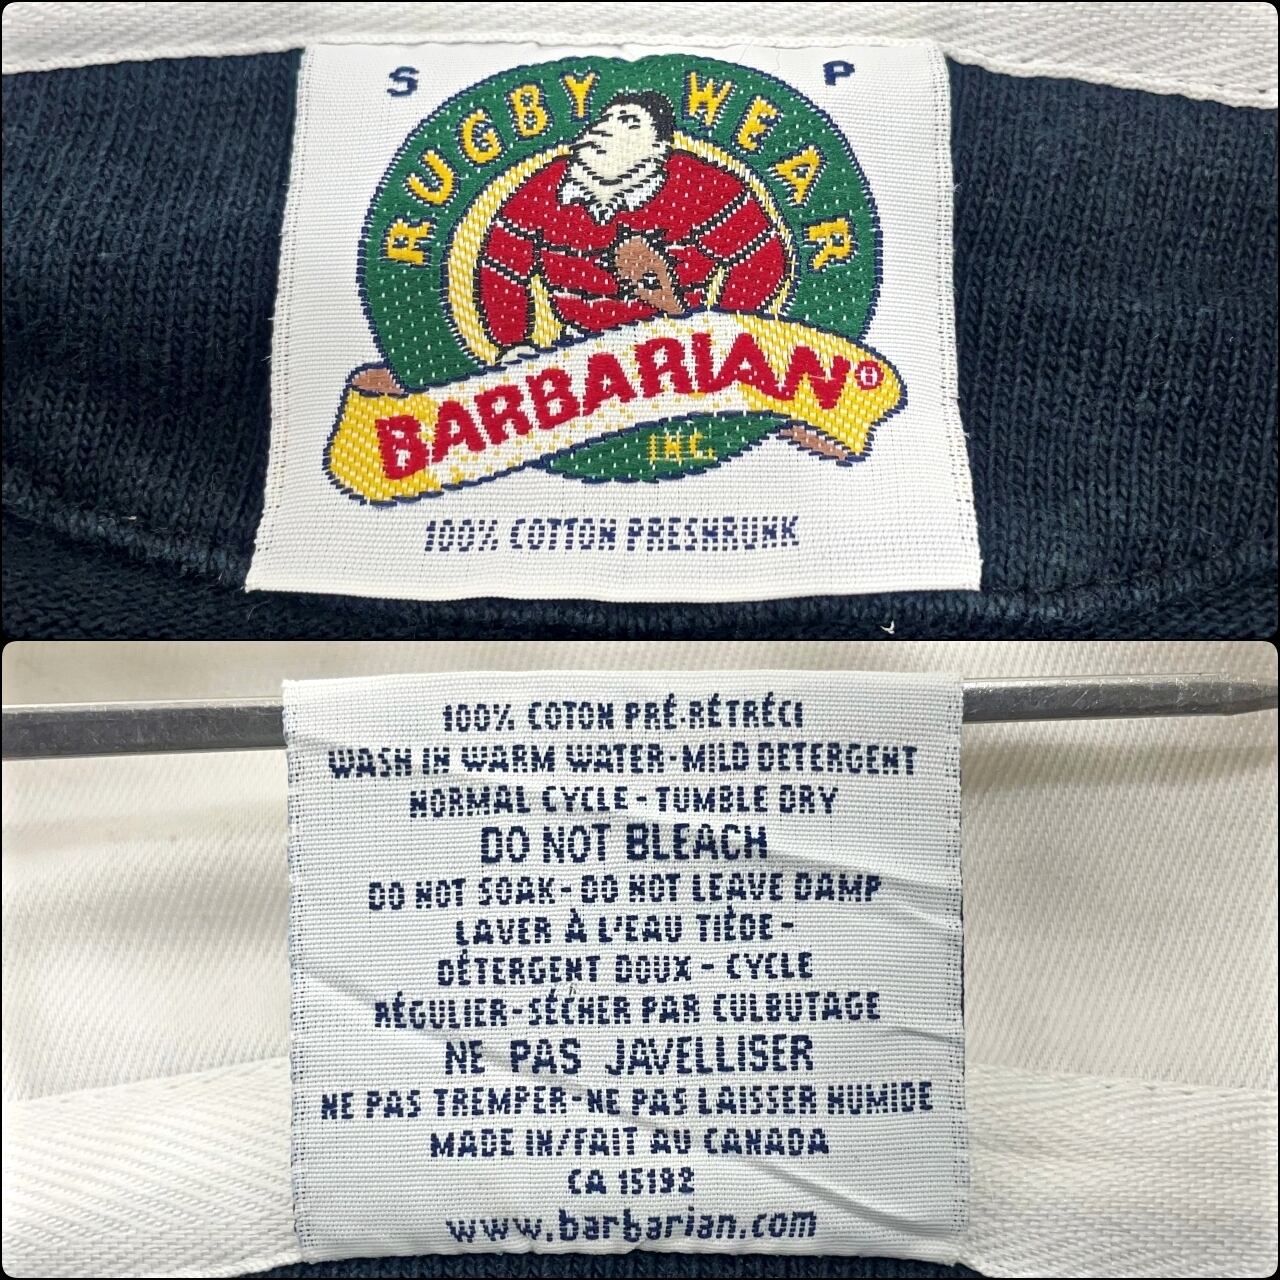 S P
RUGBY WEAR
BARBARIAN®
INC.
100% COTTON PRESHRUNK
100% COTON PRÉ-RÉTRÉCI
WASH IN WARM WATER-MILD DETERGENT
NORMAL CYCLE-TUMBLE DRY
DO NOT BLEACH
DO NOT SOAK-DO NOT LEAVE DAMP
LAVER À L'EAU TIÈDE-
DÉTERGENT DOUX - CYCLE
RÉGULIER-SÉCHER PAR CULBUTAGE
NE PAS JAVELLISER
NE PAS TREMPER-NE PAS LAISSER HUMIDE
MADE IN/FAIT AU CANADA
CA 15192
www.barbarian.com